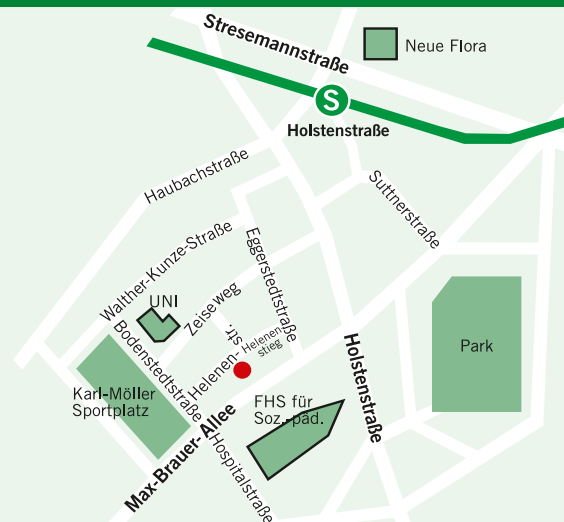 Stresemannstraße
Neue Flora
S
Holstenstraße
Haubachstraße
Suttnerstraße
Walther-Kunze-Straße
Eggerstedtstraße
UNI
Zeiseweg
Bodenstedtstraße
Helenen-
str.
Helenen-
stieg
Holstenstraße
Park
Karl-Möller
Sportplatz
FHS für
Soz.-päd.
Max-Brauer-Allee
Hospitalstraße